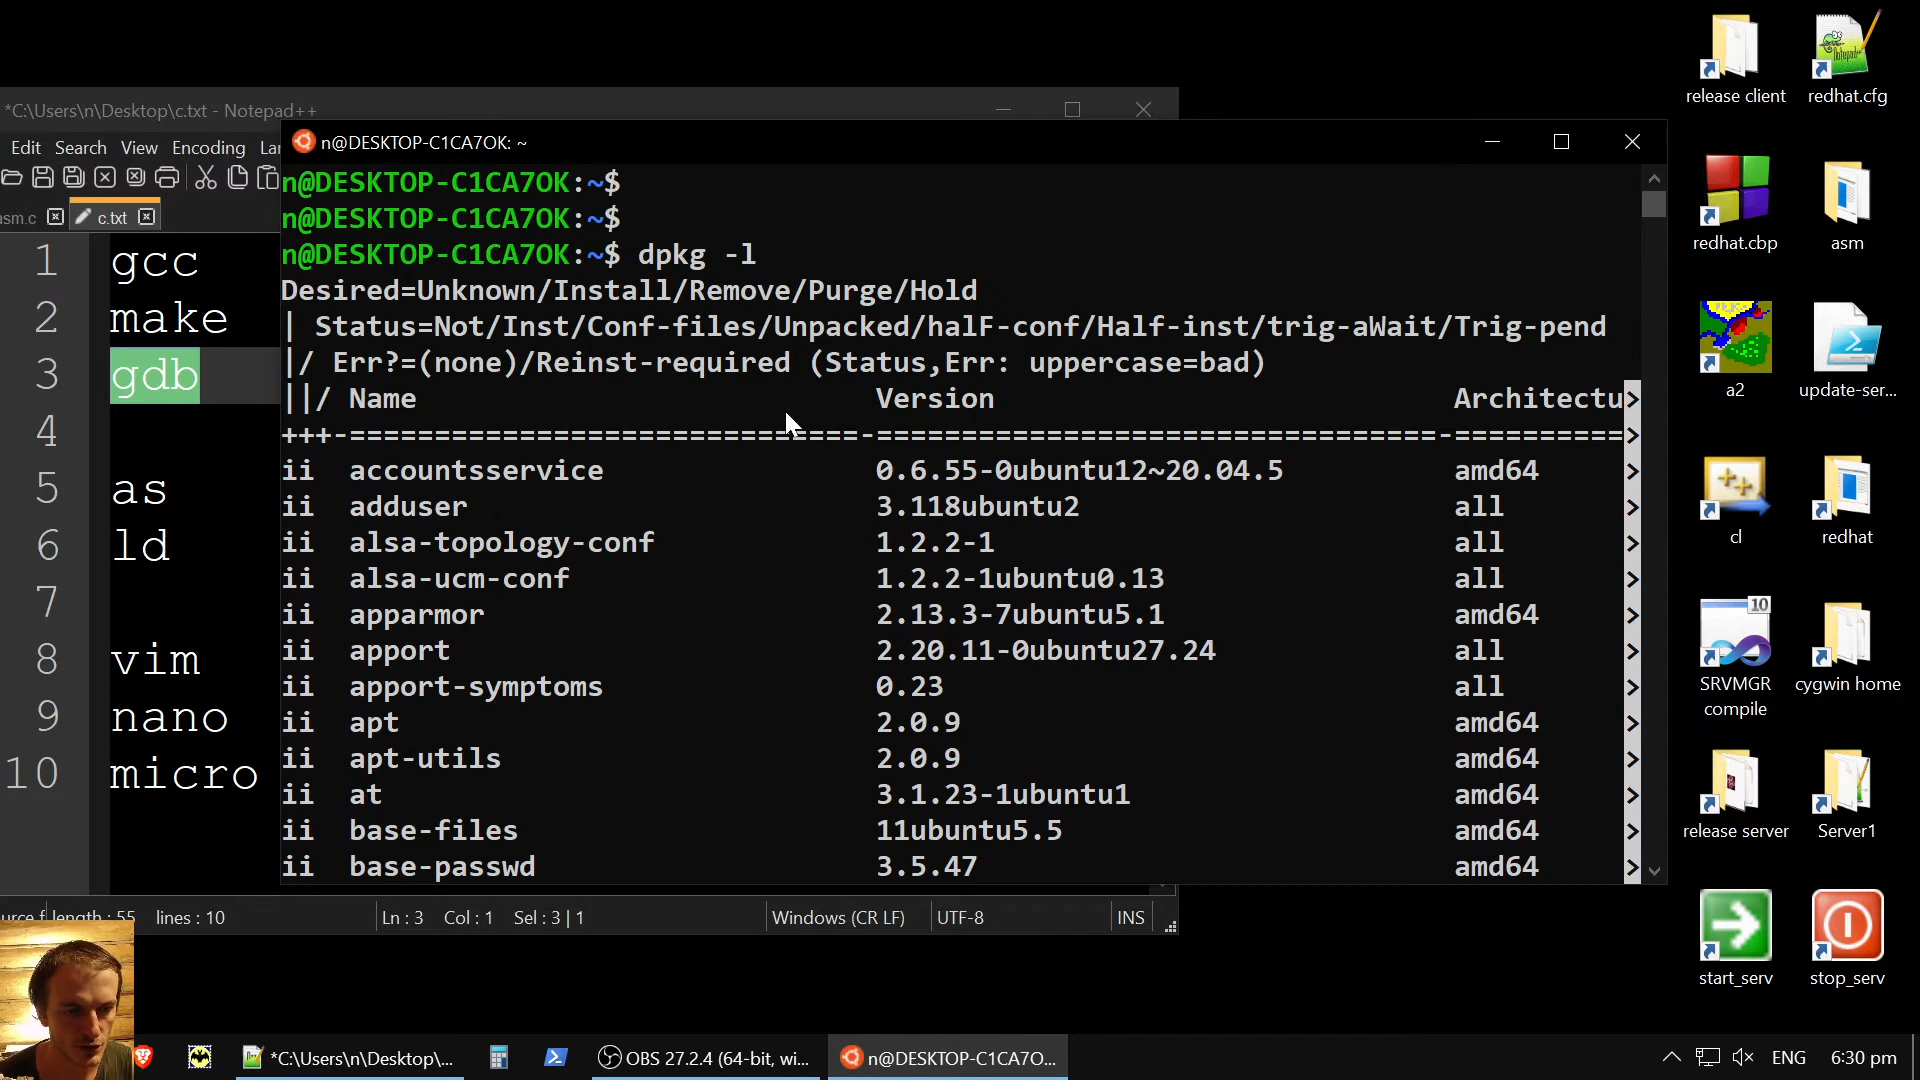 *C:\Users\n\Desktop\c.txt - Notepad++
Edit Search View Encoding Lan
asm.c c.txt
1 gcc
2 make
3 gdb
4
5 as
6 ld
7
8 vim
9 nano
10 micro
urce f length : 55 lines : 10 Ln : 3 Col : 1 Sel : 3 | 1 Windows (CR LF) UTF-8 INS
n@DESKTOP-C1CA7OK: ~
n@DESKTOP-C1CA7OK:~$
n@DESKTOP-C1CA7OK:~$
n@DESKTOP-C1CA7OK:~$ dpkg -l
Desired=Unknown/Install/Remove/Purge/Hold
| Status=Not/Inst/Conf-files/Unpacked/halF-conf/Half-inst/trig-aWait/Trig-pend
|/ Err?=(none)/Reinst-required (Status,Err: uppercase=bad)
||/ Name Version Architectu>
+++-==============================-=================================-==========>
ii accountsservice 0.6.55-0ubuntu12~20.04.5 amd64 >
ii adduser 3.118ubuntu2 all >
ii alsa-topology-conf 1.2.2-1 all >
ii alsa-ucm-conf 1.2.2-1ubuntu0.13 all >
ii apparmor 2.13.3-7ubuntu5.1 amd64 >
ii apport 2.20.11-0ubuntu27.24 all >
ii apport-symptoms 0.23 all >
ii apt 2.0.9 amd64 >
ii apt-utils 2.0.9 amd64 >
ii at 3.1.23-1ubuntu1 amd64 >
ii base-files 11ubuntu5.5 amd64 >
ii base-passwd 3.5.47 amd64 >
release client
redhat.cfg
redhat.cbp
asm
a2
update-ser...
cl
redhat
10
SRVMGR
compile
cygwin home
release server
Server1
start_serv
stop_serv
*C:\Users\n\Desktop\...
OBS 27.2.4 (64-bit, wi...
n@DESKTOP-C1CA7O...
ENG
6:30 pm